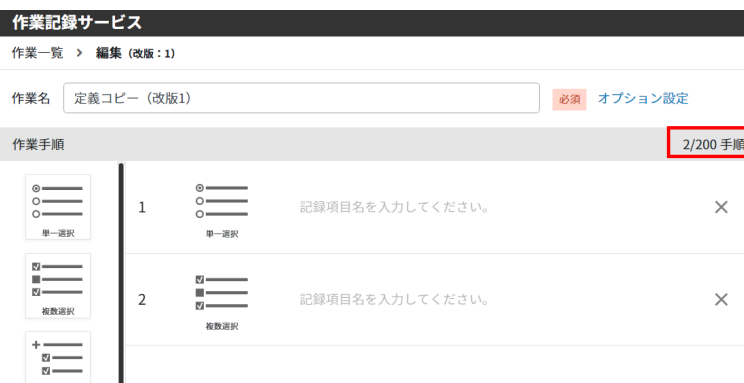 作業記録サービス
作業一覧 > 編集 (改版：1)
作業名 定義コピー（改版1） 必須 オプション設定
作業手順 2/200 手順
単一選択
1 単一選択 記録項目名を入力してください。 ×
複数選択
2 複数選択 記録項目名を入力してください。 ×